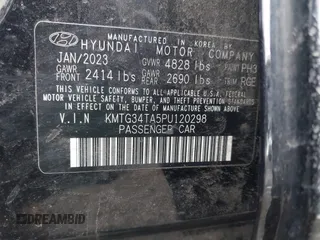 MANUFACTURED IN KOREA BY
HYUNDAI MOTOR COMPANY
JAN/2023 GVWR 4828 lbs PAINT PH3
GAWR FRONT 2414 lbs GAWR REAR 2690 lbs TRIM RGE
THIS VEHICLE CONFORMS TO ALL APPLICABLE U.S. FEDERAL
MOTOR VEHICLE SAFETY, BUMPER, AND THEFT PREVENTION
STANDARDS IN EFFECT ON THE DATE OF MANUFACTURE
SHOWN ABOVE.
V.I.N KMTG34TA5PU120298
PASSENGER CAR
DREAMBID